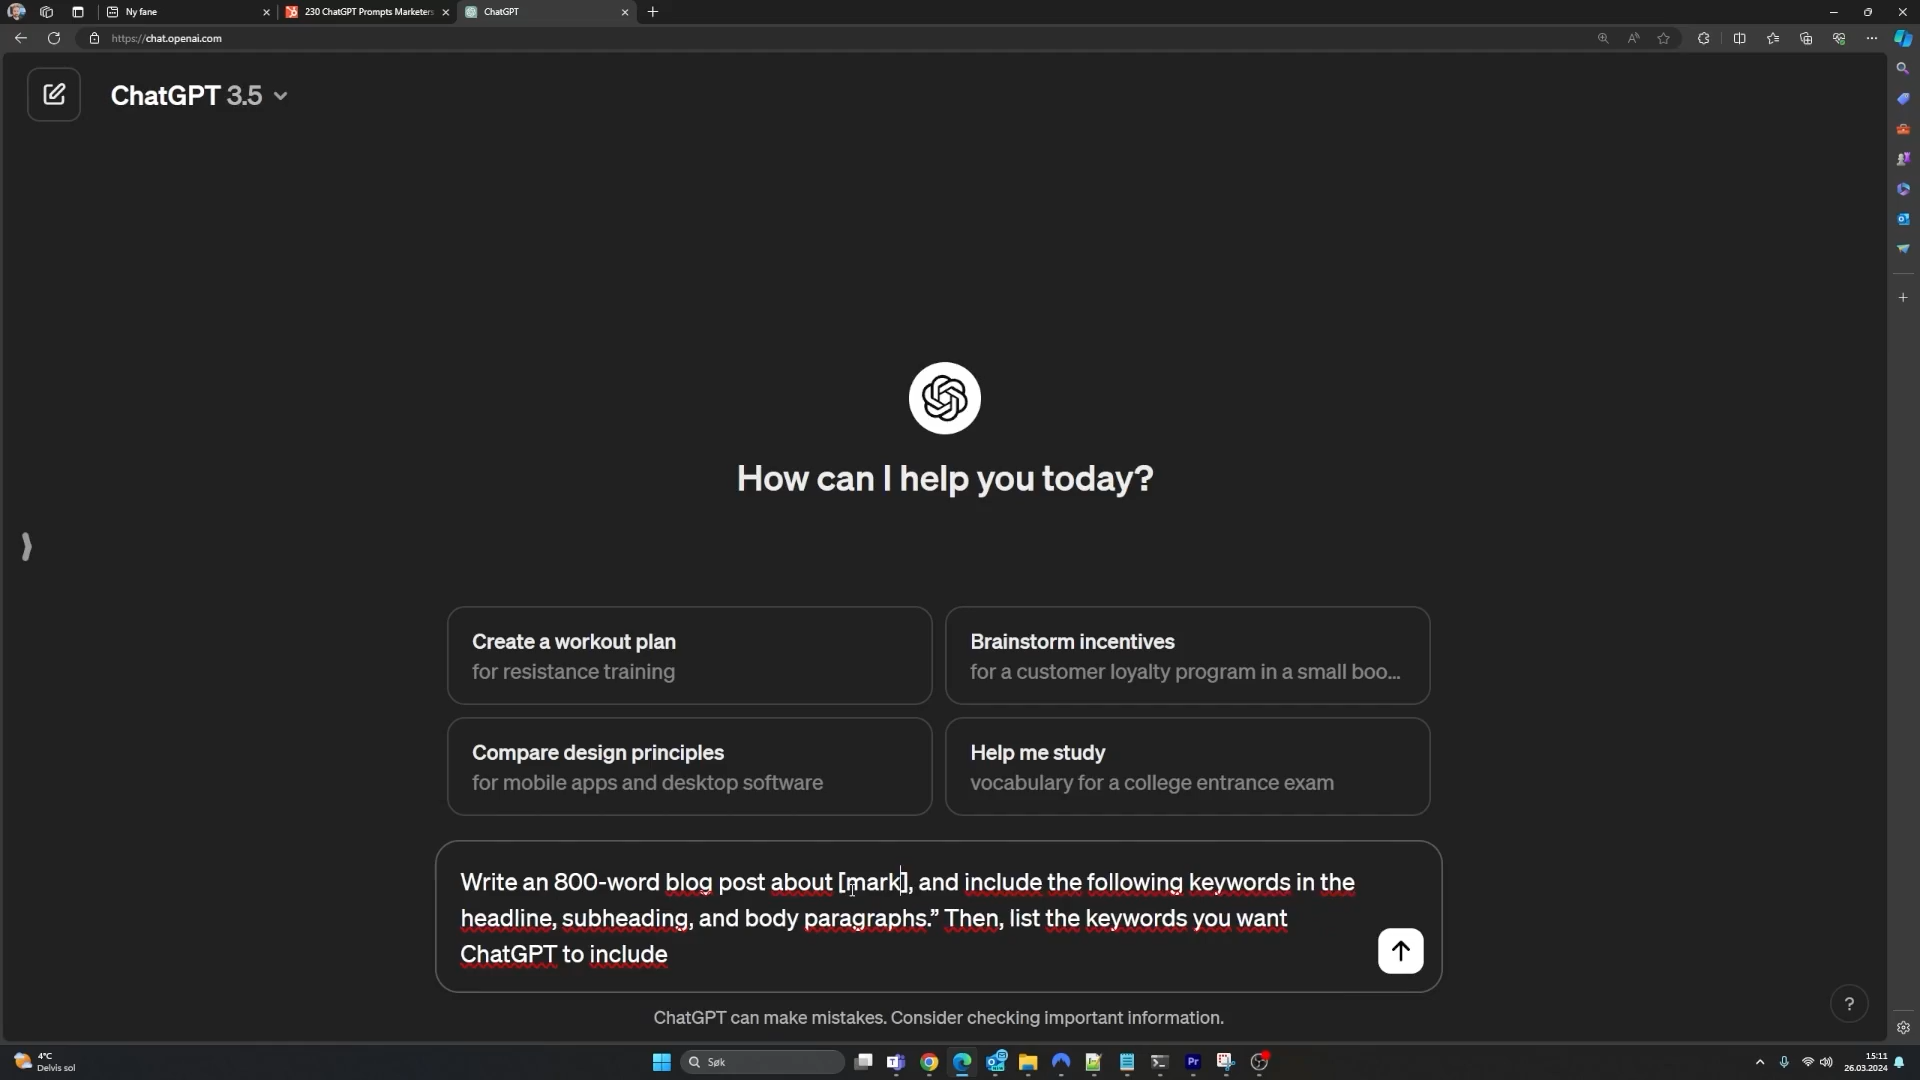 Ny fane
230 ChatGPT Prompts Marketers
ChatGPT
https://chat.openai.com
ChatGPT 3.5
How can I help you today?
Create a workout plan
for resistance training
Brainstorm incentives
for a customer loyalty program in a small boo...
Compare design principles
for mobile apps and desktop software
Help me study
vocabulary for a college entrance exam
Write an 800-word blog post about [mark], and include the following keywords in the
headline, subheading, and body paragraphs.” Then, list the keywords you want
ChatGPT to include
ChatGPT can make mistakes. Consider checking important information.
?
4°C
Delvis sol
Søk
15:11
26.03.2024